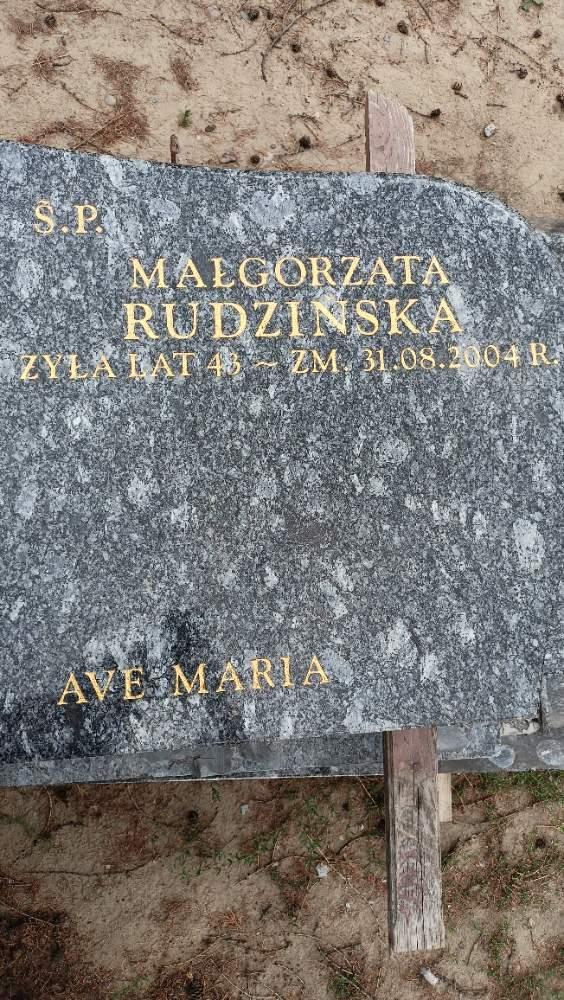 Ś.P.
MAŁGORZATA
RUDZIŃSKA
ŻYŁA LAT 43 ~ ZM. 31.08.2004 R.
AVE MARIA